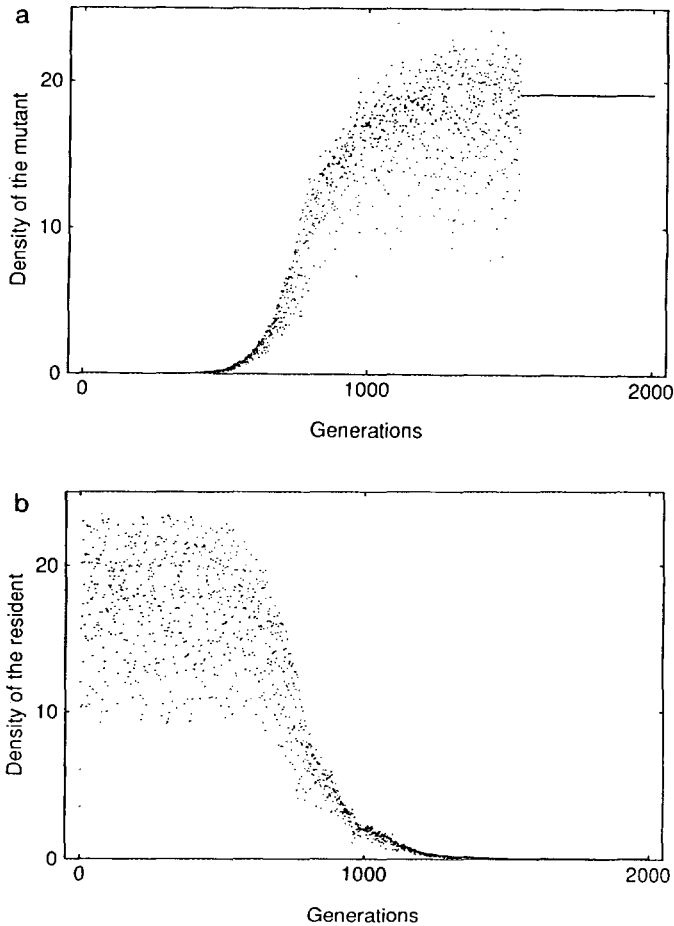 a
20
10
0
Density of the mutant
0
1000
2000
Generations
b
20
10
0
Density of the resident
0
1000
2000
Generations